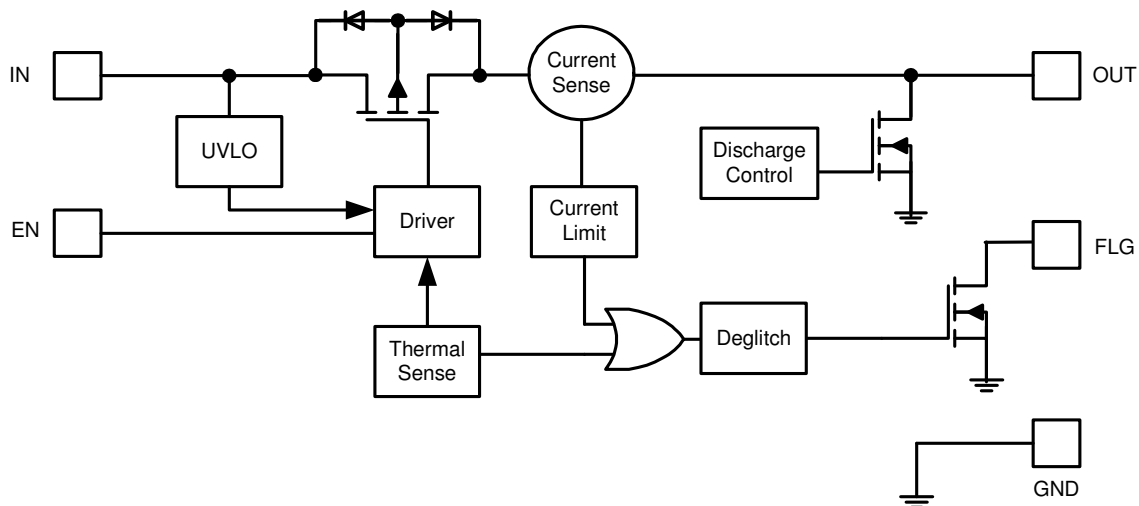 IN
Current
Sense
OUT
UVLO
Discharge
Control
EN
Driver
Current
Limit
FLG
Thermal
Sense
Deglitch
GND